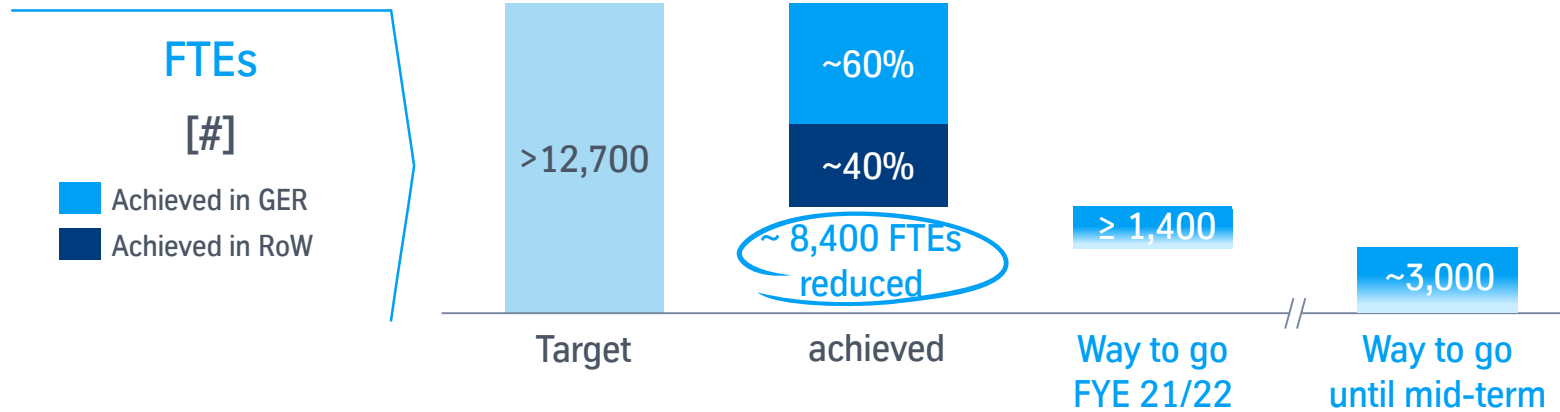 FTEs
[#]
Achieved in GER
Achieved in RoW
>12,700
~60%
~40%
~ 8,400 FTEs
reduced
≥ 1,400
~3,000
Target
achieved
Way to go
FYE 21/22
Way to go
until mid-term